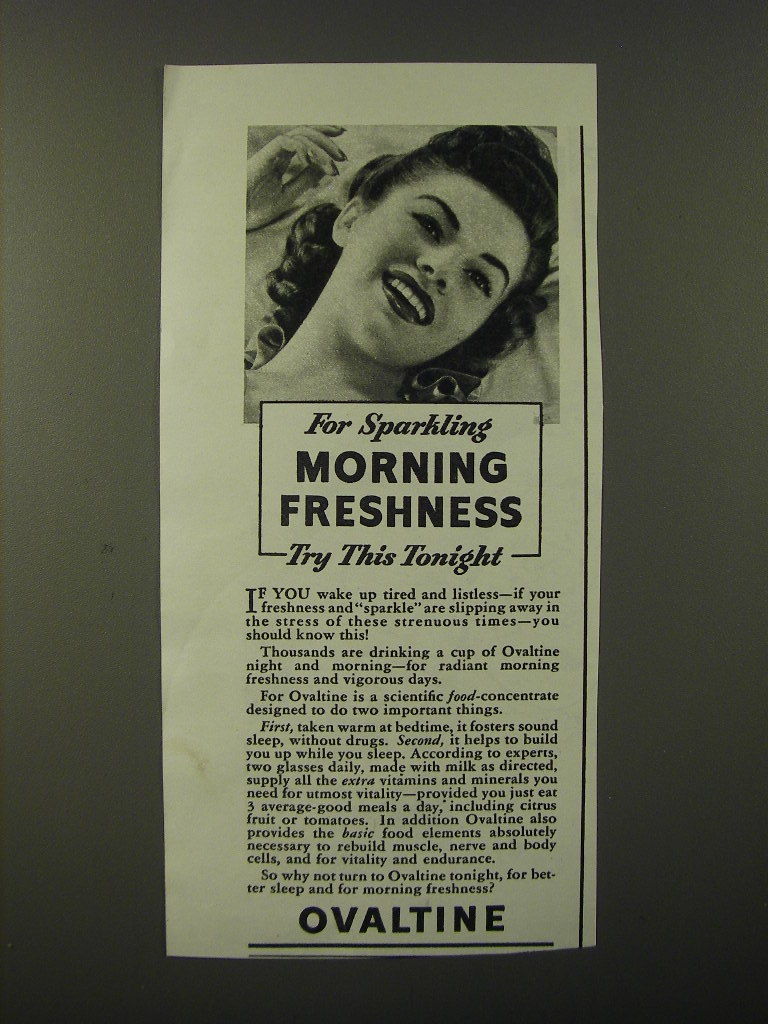 For Sparkling
MORNING
FRESHNESS
Try This Tonight
IF YOU wake up tired and listless—if your
freshness and “sparkle” are slipping away in
the stress of these strenuous times—you
should know this!
Thousands are drinking a cup of Ovaltine
night and morning—for radiant morning
freshness and vigorous days.
For Ovaltine is a scientific food-concentrate
designed to do two important things.
First, taken warm at bedtime, it fosters sound
sleep, without drugs. Second, it helps to build
you up while you sleep. According to experts,
two glasses daily, made with milk as directed,
supply all the extra vitamins and minerals you
need for utmost vitality—provided you just eat
3 average-good meals a day, including citrus
fruit or tomatoes. In addition Ovaltine also
provides the basic food elements absolutely
necessary to rebuild muscle, nerve and body
cells, and for vitality and endurance.
So why not turn to Ovaltine tonight, for bet-
ter sleep and for morning freshness?
OVALTINE